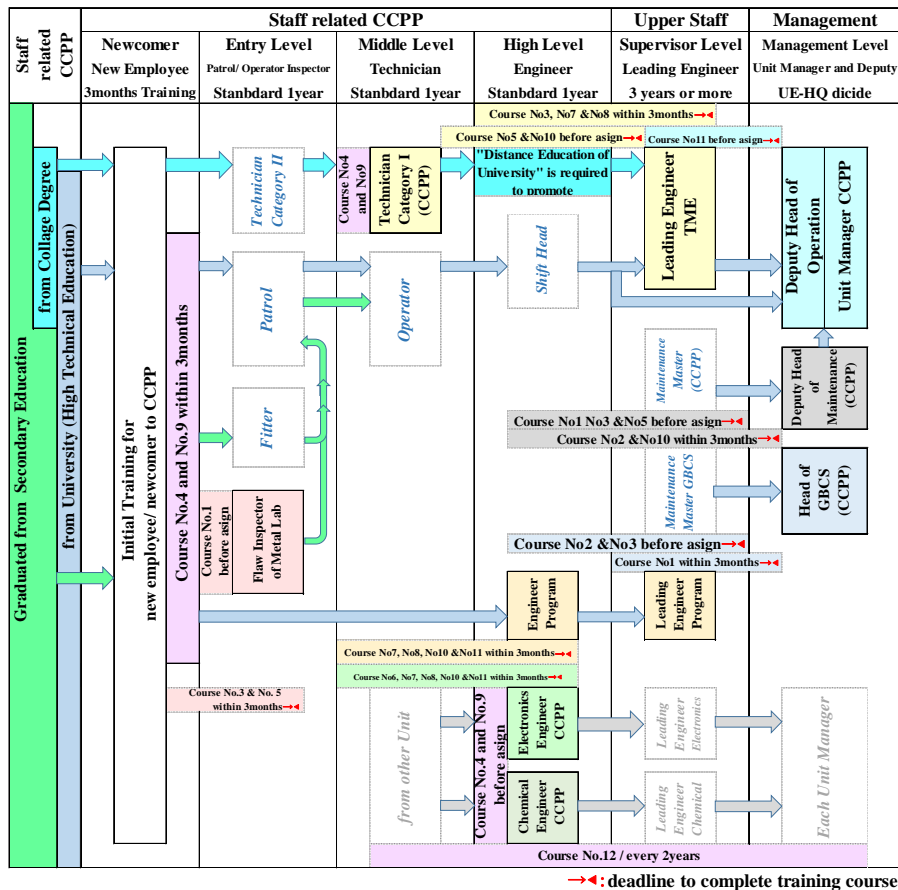 Staff related CCPP
Staff related CCPP
Upper Staff
Management
Newcomer
New Employee
3months Training
Entry Level
Patrol/ Operator Inspector
Stanbdard 1year
Middle Level
Technician
Stanbdard 1year
High Level
Engineer
Stanbdard 1year
Supervisor Level
Leading Engineer
3 years or more
Management Level
Unit Manager and Deputy
UE-HQ dicide
Course No3, No7 &No8 within 3months
Course No5 &No10 before asign
Course No11 before asign
Graduated from Secondary Education
from Collage Degree
from University (High Technical Education)
Initial Training for
new employee/ newcomer to CCPP
Course No.4 and No.9 within 3months
Technician
Category II
Course No4
and No9
Technician
Category I
(CCPP)
"Distance Education of
University" is required
to promote
Leading Engineer
TME
Deputy Head of
Operation
Unit Manager CCPP
Patrol
Operator
Shift Head
Fitter
Maintenance
Master
(CCPP)
Deputy Head
of
Maintenance
(CCPP)
Course No1 No3 &No5 before asign
Course No2 &No10 within 3months
Course No.1
before asign
Flaw Inspector
of Metal Lab
Maintenance
Master GBCS
Head of
GBCS
(CCPP)
Course No2 &No3 before asign
Course No1 within 3months
Engineer
Program
Leading
Engineer
Program
Course No7, No8, No10 &No11 within 3months
Course No6, No7, No8, No10 &No11 within 3months
Course No.3 & No. 5
within 3months
from other Unit
Course No.4 and No.9
before asign
Electronics
Engineer
CCPP
Leading
Engineer
Electronics
Each Unit Manager
Chemical
Engineer
CCPP
Leading
Engineer
Chemical
Course No.12 / every 2years
: deadline to complete training course